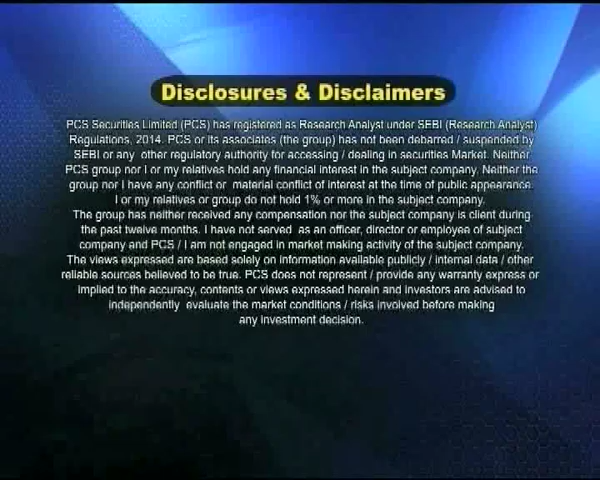 Disclosures & Disclaimers
PCS Securities Limited (PCS) has registered as Research Analyst under SEBI (Research Analyst)
Regulations, 2014. PCS or its associates (the group) has not been debarred / suspended by
SEBI or any other regulatory authority for accessing / dealing in securities Market. Neither
PCS group nor I or my relatives hold any financial interest in the subject company. Neither the
group nor I have any conflict or material conflict of interest at the time of public appearance.
I or my relatives or group do not hold 1% or more in the subject company.
The group has neither received any compensation nor the subject company is client during
the past twelve months. I have not served as an officer, director or employee of subject
company and PCS / I am not engaged in market making activity of the subject company.
The views expressed are based solely on information available publicly / internal data / other
reliable sources believed to be true. PCS does not represent / provide any warranty express or
implied to the accuracy, contents or views expressed herein and investors are advised to
independently evaluate the market conditions / risks involved before making
any investment decision.